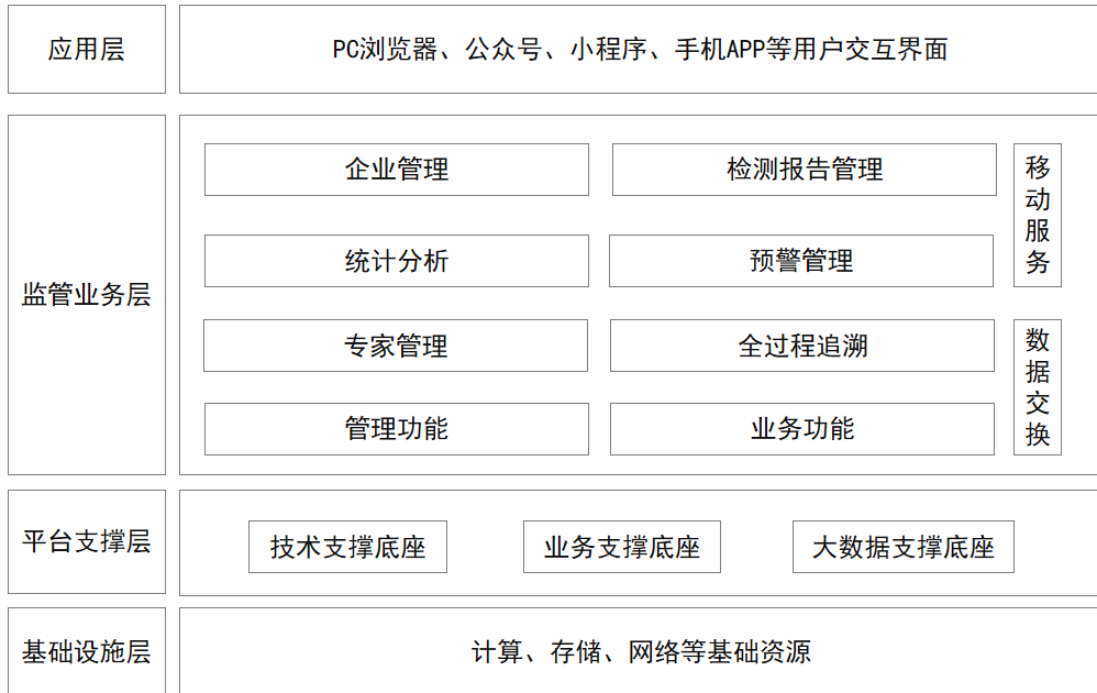 应用层
PC浏览器、公众号、小程序、手机APP等用户交互界面
监管业务层
企业管理
检测报告管理
移动服务
统计分析
预警管理
专家管理
全过程追溯
数据交换
管理功能
业务功能
平台支撑层
技术支撑底座
业务支撑底座
大数据支撑底座
基础设施层
计算、存储、网络等基础资源